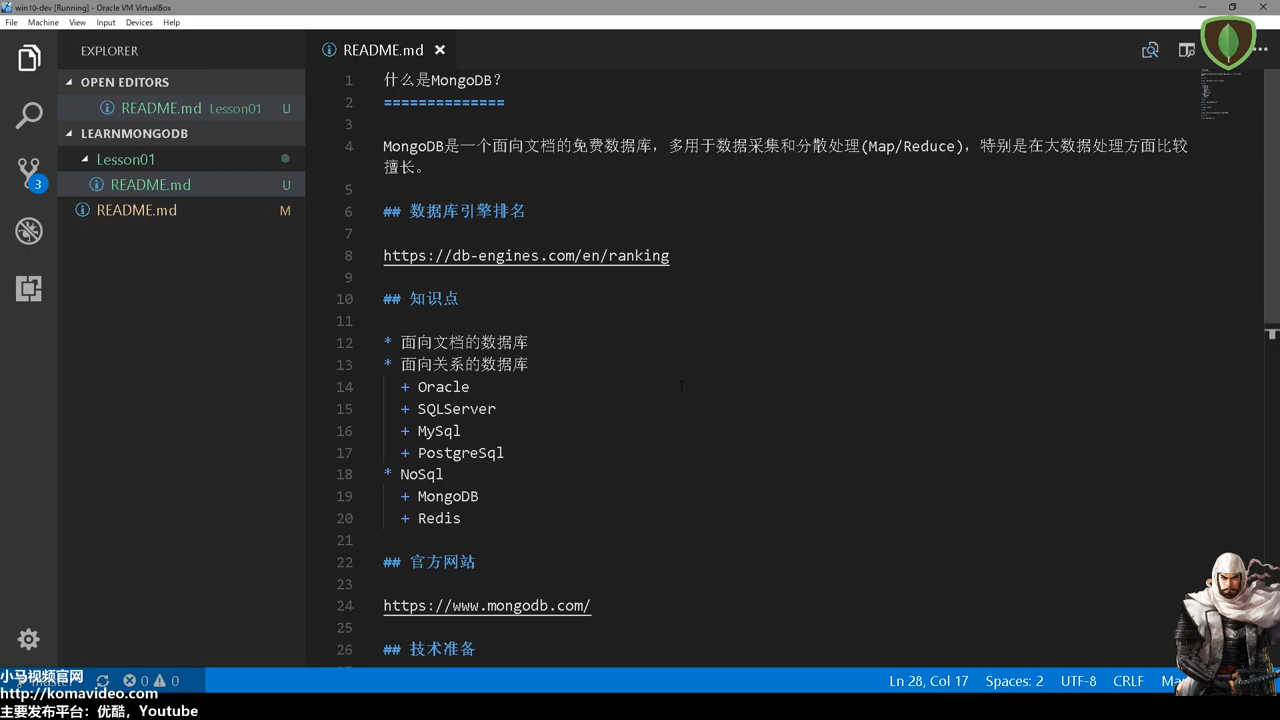 win10-dev [Running] - Oracle VM VirtualBox
File Machine View Input Devices Help
EXPLORER
README.md
OPEN EDITORS
README.md Lesson01 U
LEARNMONGODB
Lesson01
README.md U
README.md M
3
1 什么是MongoDB?
2 ==============
3
4 MongoDB是一个面向文档的免费数据库，多用于数据采集和分散处理(Map/Reduce)，特别是在大数据处理方面比较
擅长。
5
6 ## 数据库引擎排名
7
8 https://db-engines.com/en/ranking
9
10 ## 知识点
11
12 * 面向文档的数据库
13 * 面向关系的数据库
14 + Oracle
15 + SQLServer
16 + MySql
17 + PostgreSql
18 * NoSql
19 + MongoDB
20 + Redis
21
22 ## 官方网站
23
24 https://www.mongodb.com/
25
26 ## 技术准备
小马视频官网
http://komavideo.com
主要发布平台：优酷，Youtube
0 0
Ln 28, Col 17 Spaces: 2 UTF-8 CRLF